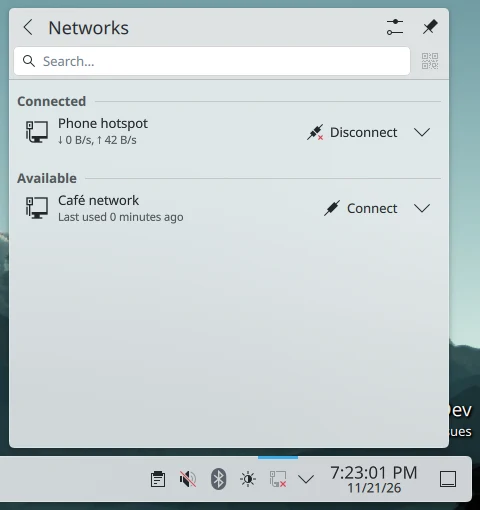 Networks
Search...
Connected
Phone hotspot
↓ 0 B/s, ↑ 42 B/s
Disconnect
Available
Café network
Last used 0 minutes ago
Connect
Dev
7:23:01 PM
11/21/26